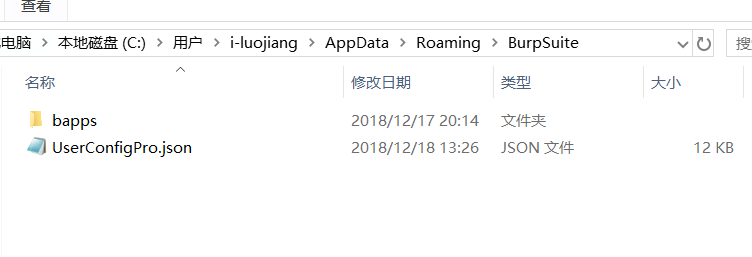 查看
电脑 > 本地磁盘 (C:) > 用户 > i-luojiang > AppData > Roaming > BurpSuite
名称 修改日期 类型 大小
bapps 2018/12/17 20:14 文件夹
UserConfigPro.json 2018/12/18 13:26 JSON 文件 12 KB